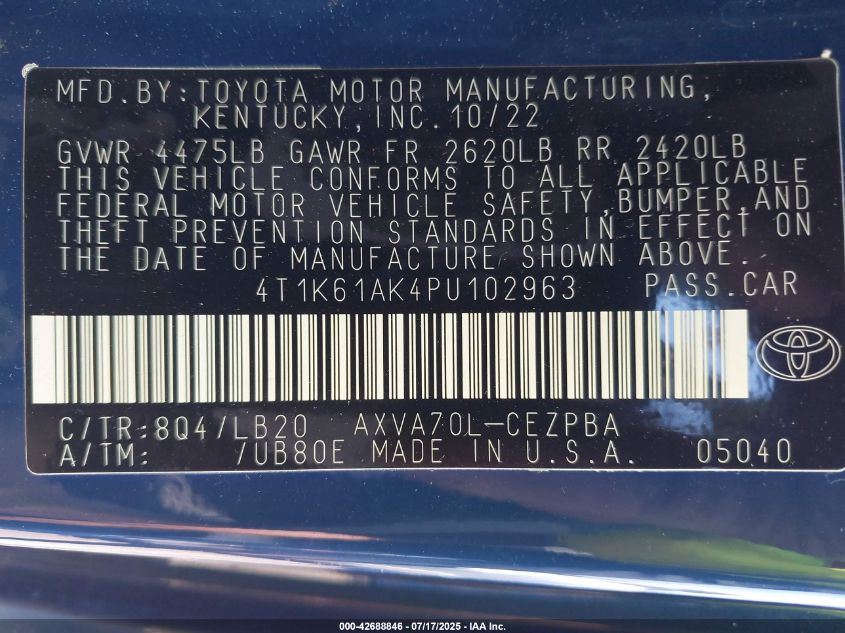 MFD.BY:TOYOTA MOTOR MANUFACTURING,
KENTUCKY,INC.10/22
GVWR 4475LB GAWR FR 2620LB RR 2420LB
THIS VEHICLE CONFORMS TO ALL APPLICABLE
FEDERAL MOTOR VEHICLE SAFETY,BUMPER,AND
THEFT PREVENTION STANDARDS IN EFFECT ON
THE DATE OF MANUFACTURE SHOWN ABOVE.
4T1K61AK4PU102963 PASS.CAR
C/TR:8Q4/LB20 AXVA70L-CEZPBA
A/TM: /UB80E MADE IN U.S.A. 05040
000-42688846 - 07/17/2025 - IAA Inc.